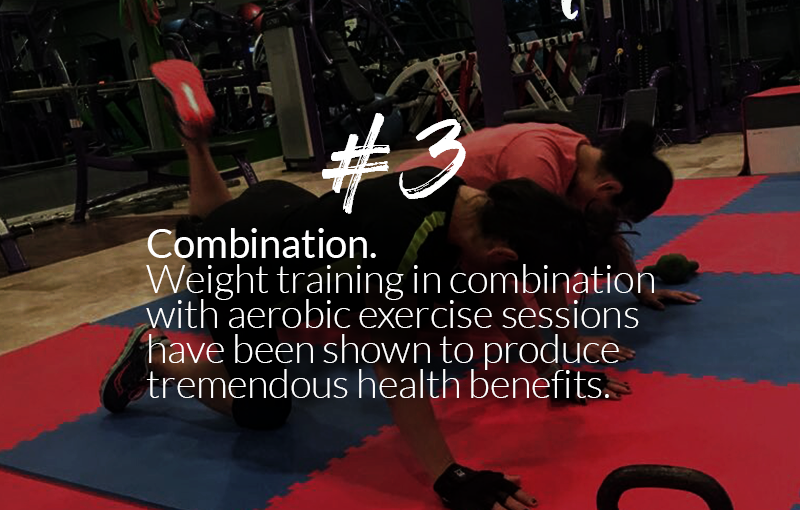 #3
Combination.
Weight training in combination
with aerobic exercise sessions
have been shown to produce
tremendous health benefits.